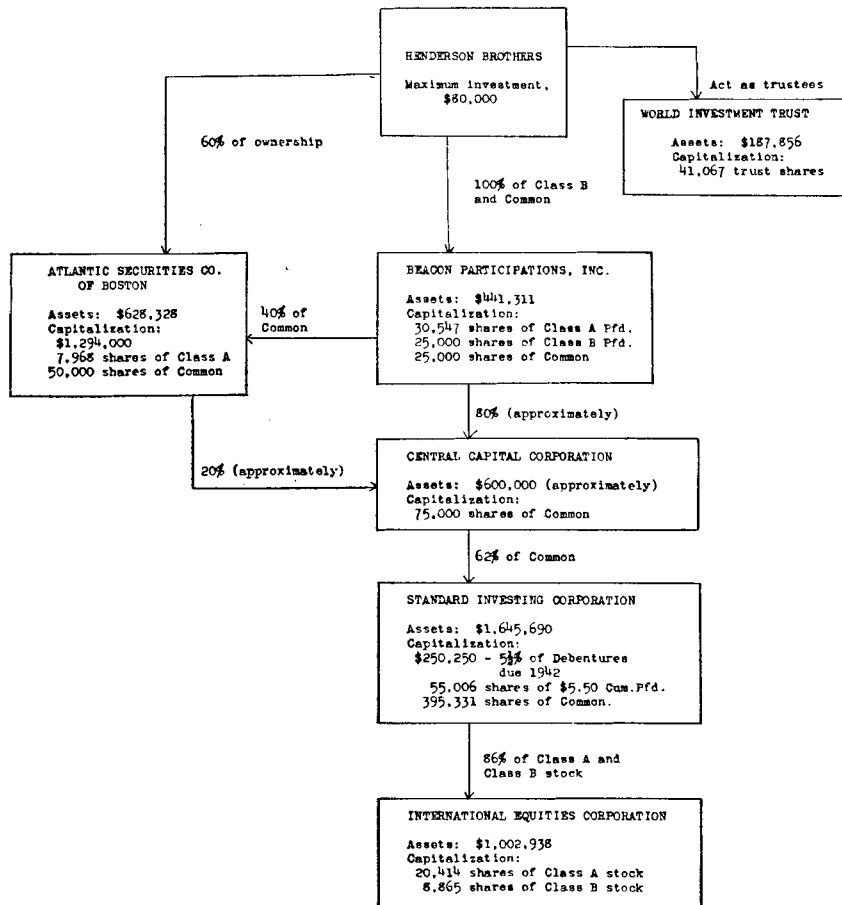 HENDERSON BROTHERS
Maximum investment,
$80,000
Act as trustees
WORLD INVESTMENT TRUST
Assets: $187,856
Capitalization:
41,067 trust shares
60% of ownership
100% of Class B
and Common
ATLANTIC SECURITIES CO.
OF BOSTON
Assets: $628,328
Capitalization:
$1,294,000
7,968 shares of Class A
50,000 shares of Common
40% of
Common
BEACON PARTICIPATIONS, INC.
Assets: $441,311
Capitalization:
30,547 shares of Class A Pfd.
25,000 shares of Class B Pfd.
25,000 shares of Common
80% (approximately)
20% (approximately)
CENTRAL CAPITAL CORPORATION
Assets: $600,000 (approximately)
Capitalization:
75,000 shares of Common
62% of Common
STANDARD INVESTING CORPORATION
Assets: $1,645,690
Capitalization:
$250,250 - 5½% of Debentures
due 1942
55,006 shares of $5.50 Cum.Pfd.
395,331 shares of Common.
86% of Class A and
Class B stock
INTERNATIONAL EQUITIES CORPORATION
Assets: $1,002,938
Capitalization:
20,414 shares of Class A stock
8,865 shares of Class B stock